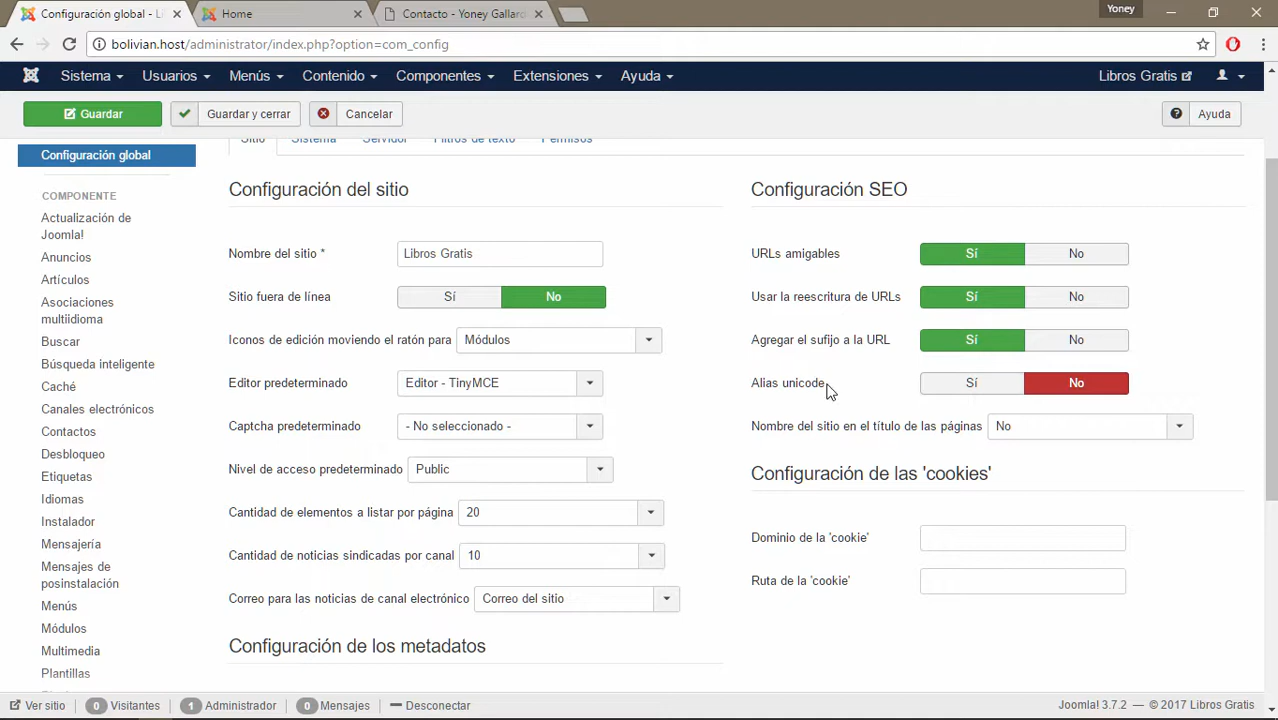 Configuración global - Li
Home
Contacto - Yoney Gallard
Yoney
bolivian.host/administrator/index.php?option=com_config
Sistema
Usuarios
Menús
Contenido
Componentes
Extensiones
Ayuda
Libros Gratis
Guardar
Guardar y cerrar
Cancelar
Ayuda
Sitio
Sistema
Servidor
Filtros de texto
Permisos
Configuración global
COMPONENTE
Actualización de
Joomla!
Anuncios
Artículos
Asociaciones
multiidioma
Buscar
Búsqueda inteligente
Caché
Canales electrónicos
Contactos
Desbloqueo
Etiquetas
Idiomas
Instalador
Mensajería
Mensajes de
posinstalación
Menús
Módulos
Multimedia
Plantillas
Configuración del sitio
Nombre del sitio * Libros Gratis
Sitio fuera de línea Sí No
Iconos de edición moviendo el ratón para Módulos
Editor predeterminado Editor - TinyMCE
Captcha predeterminado - No seleccionado -
Nivel de acceso predeterminado Public
Cantidad de elementos a listar por página 20
Cantidad de noticias sindicadas por canal 10
Correo para las noticias de canal electrónico Correo del sitio
Configuración de los metadatos
Configuración SEO
URLs amigables Sí No
Usar la reescritura de URLs Sí No
Agregar el sufijo a la URL Sí No
Alias unicode Sí No
Nombre del sitio en el título de las páginas No
Configuración de las 'cookies'
Dominio de la 'cookie'
Ruta de la 'cookie'
Ver sitio 0 Visitantes 1 Administrador 0 Mensajes Desconectar
Joomla! 3.7.2 — © 2017 Libros Gratis